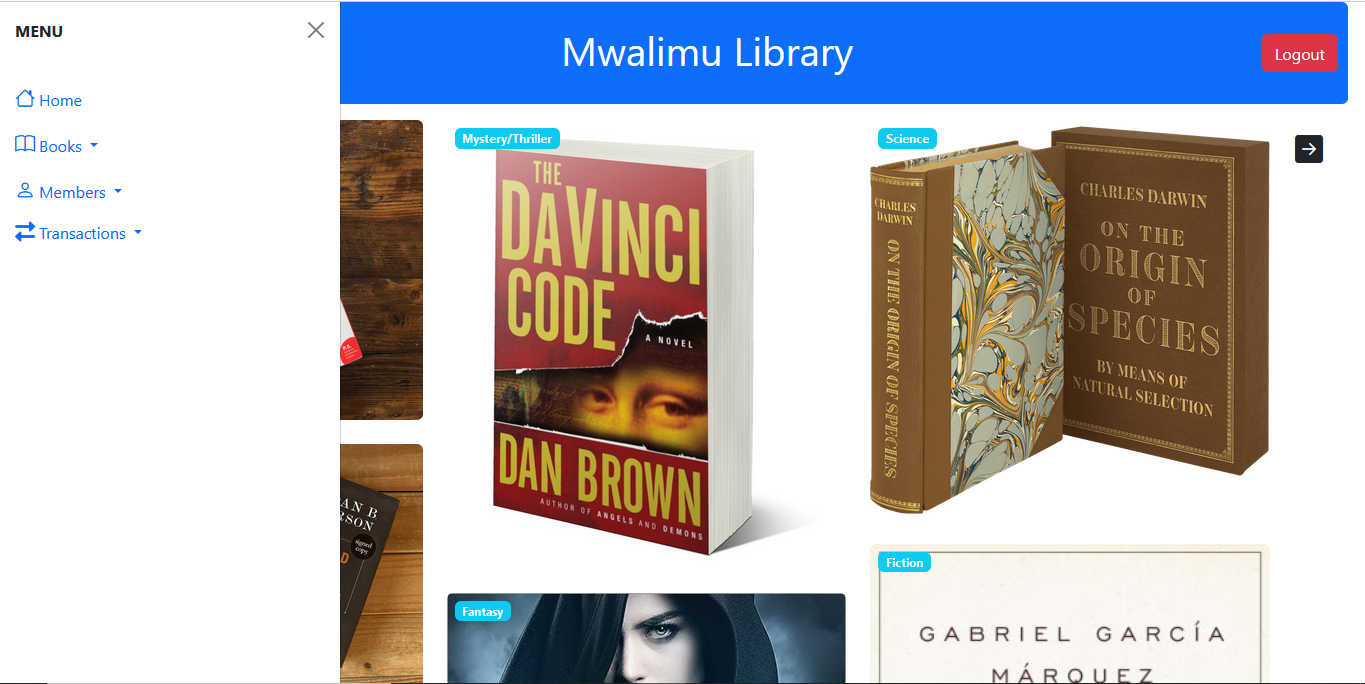 MENU
Home
Books
Members
Transactions
Mwalimu Library
Logout
Mystery/Thriller
THE
DAVINCI
CODE
A NOVEL
DAN BROWN
AUTHOR OF ANGELS AND DEMONS
Science
CHARLES
DARWIN
ON THE ORIGIN OF SPECIES
CHARLES DARWIN
ON THE
ORIGIN
OF
SPECIES
BY MEANS OF
NATURAL SELECTION
P.S.
AN B
RSON
signed
copy
D
Fantasy
Fiction
GABRIEL GARCÍA
MÁRQUEZ